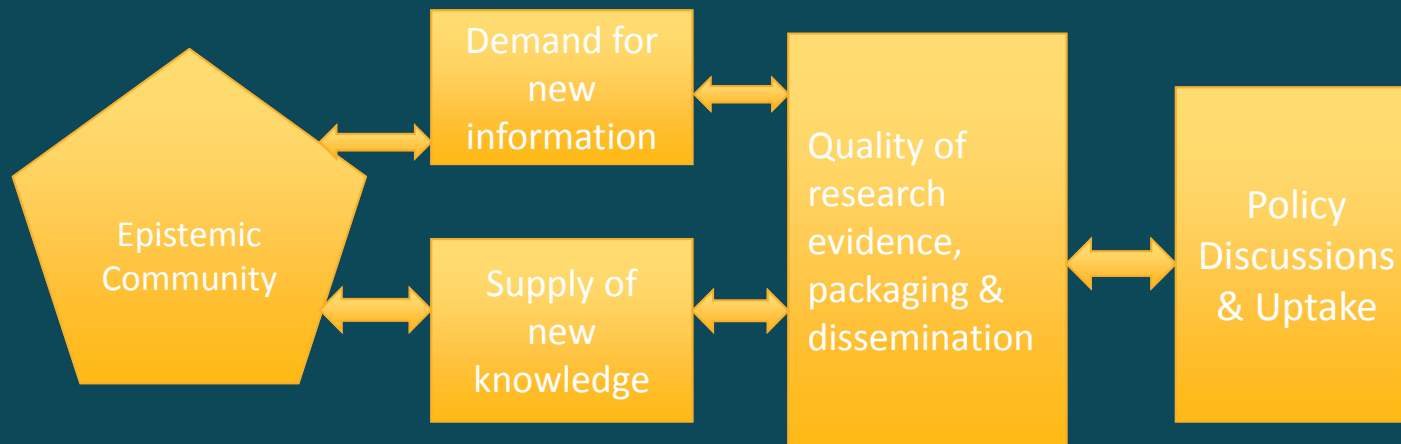 Epistemic
Community
Demand for
new
information
Supply of
new
knowledge
Quality of
research
evidence,
packaging &
dissemination
Policy
Discussions
& Uptake